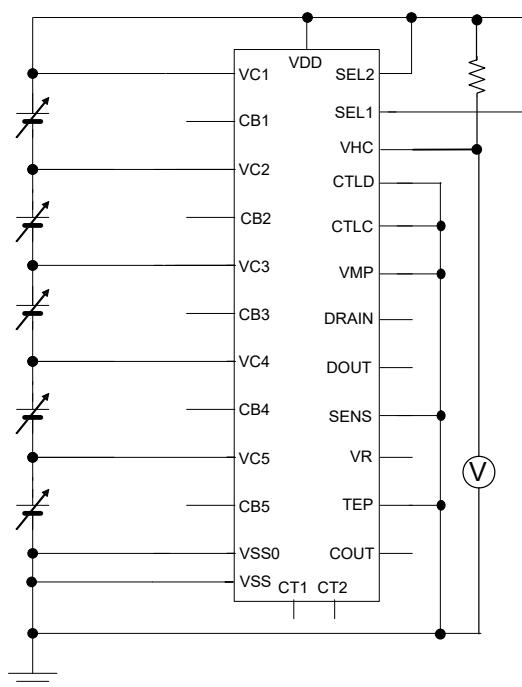 VDD
VC1
SEL2
CB1
SEL1
VHC
VC2
CTLD
CB2
CTLC
VC3
VMP
CB3
DRAIN
VC4
DOUT
CB4
SENS
VC5
VR
V
CB5
TEP
VSS0
COUT
VSS
CT1 CT2